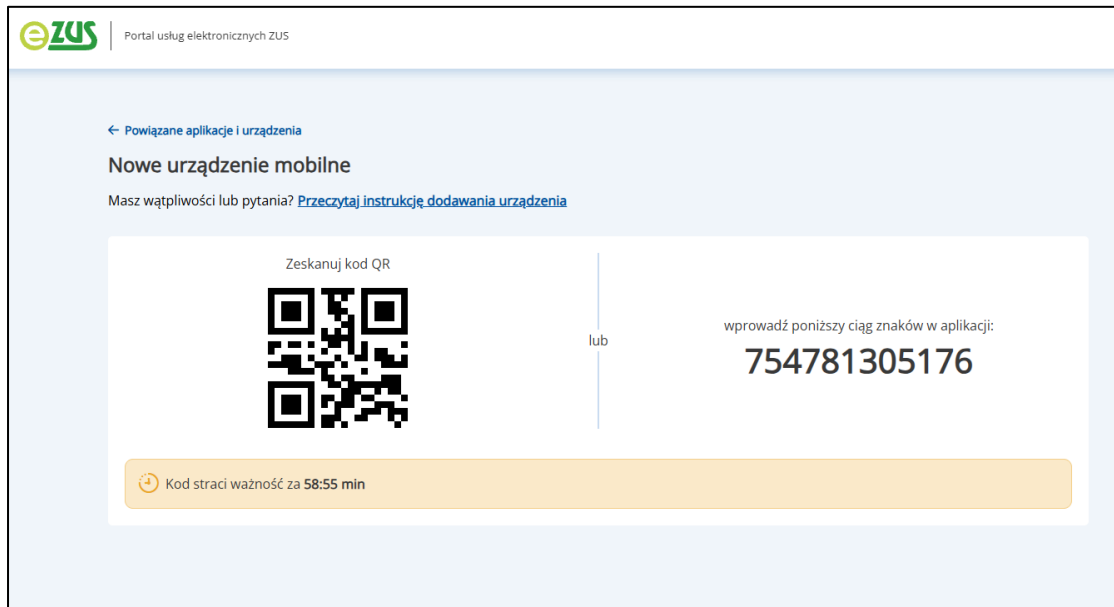 eZUS
Portal usług elektronicznych ZUS
← Powiązane aplikacje i urządzenia
Nowe urządzenie mobilne
Masz wątpliwości lub pytania? Przeczytaj instrukcję dodawania urządzenia
Zeskanuj kod QR
lub
wprowadź poniższy ciąg znaków w aplikacji:
754781305176
Kod straci ważność za 58:55 min